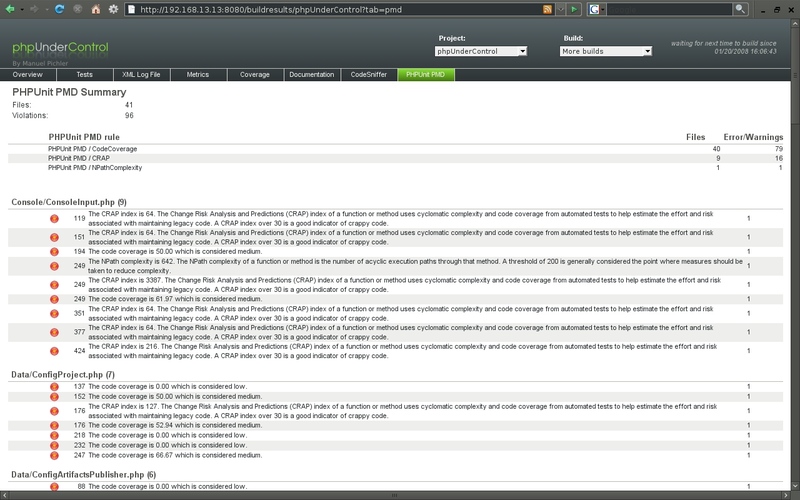 http://192.168.13.13:8080/buildresults/phpUnderControl?tab=pmd
phpUnderControl
By Manuel Pichler
Project:
phpUnderControl
Build:
More builds
waiting for next time to build since
01/20/2008 16:06:43
Overview Tests XML Log File Metrics Coverage Documentation CodeSniffer PHPUnit PMD
PHPUnit PMD Summary
Files: 41
Violations: 96
PHPUnit PMD rule Files Error/Warnings
PHPUnit PMD / CodeCoverage 40 79
PHPUnit PMD / CRAP 9 16
PHPUnit PMD / NPathComplexity 1 1
Console/ConsoleInput.php (9)
119 The CRAP index is 64. The Change Risk Analysis and Predictions (CRAP) index of a function or method uses cyclomatic complexity and code coverage from automated tests to help estimate the effort and risk 1
associated with maintaining legacy code. A CRAP index over 30 is a good indicator of crappy code.
151 The CRAP index is 64. The Change Risk Analysis and Predictions (CRAP) index of a function or method uses cyclomatic complexity and code coverage from automated tests to help estimate the effort and risk 1
associated with maintaining legacy code. A CRAP index over 30 is a good indicator of crappy code.
194 The code coverage is 50.00 which is considered medium. 1
249 The NPath complexity is 642. The NPath complexity of a function or method is the number of acyclic execution paths through that method. A threshold of 200 is generally considered the point where measures should be 1
taken to reduce complexity.
249 The CRAP index is 3387. The Change Risk Analysis and Predictions (CRAP) index of a function or method uses cyclomatic complexity and code coverage from automated tests to help estimate the effort and 1
risk associated with maintaining legacy code. A CRAP index over 30 is a good indicator of crappy code.
249 The code coverage is 61.97 which is considered medium. 1
351 The CRAP index is 64. The Change Risk Analysis and Predictions (CRAP) index of a function or method uses cyclomatic complexity and code coverage from automated tests to help estimate the effort and risk 1
associated with maintaining legacy code. A CRAP index over 30 is a good indicator of crappy code.
377 The CRAP index is 64. The Change Risk Analysis and Predictions (CRAP) index of a function or method uses cyclomatic complexity and code coverage from automated tests to help estimate the effort and risk 1
associated with maintaining legacy code. A CRAP index over 30 is a good indicator of crappy code.
424 The CRAP index is 216. The Change Risk Analysis and Predictions (CRAP) index of a function or method uses cyclomatic complexity and code coverage from automated tests to help estimate the effort and risk 1
associated with maintaining legacy code. A CRAP index over 30 is a good indicator of crappy code.
Data/ConfigProject.php (7)
137 The code coverage is 0.00 which is considered low. 1
152 The code coverage is 50.00 which is considered medium. 1
176 The CRAP index is 127. The Change Risk Analysis and Predictions (CRAP) index of a function or method uses cyclomatic complexity and code coverage from automated tests to help estimate the effort and risk 1
associated with maintaining legacy code. A CRAP index over 30 is a good indicator of crappy code.
176 The code coverage is 52.94 which is considered medium. 1
218 The code coverage is 0.00 which is considered low. 1
232 The code coverage is 0.00 which is considered low. 1
247 The code coverage is 66.67 which is considered medium. 1
Data/ConfigArtifactsPublisher.php (6)
88 The code coverage is 0.00 which is considered low. 1